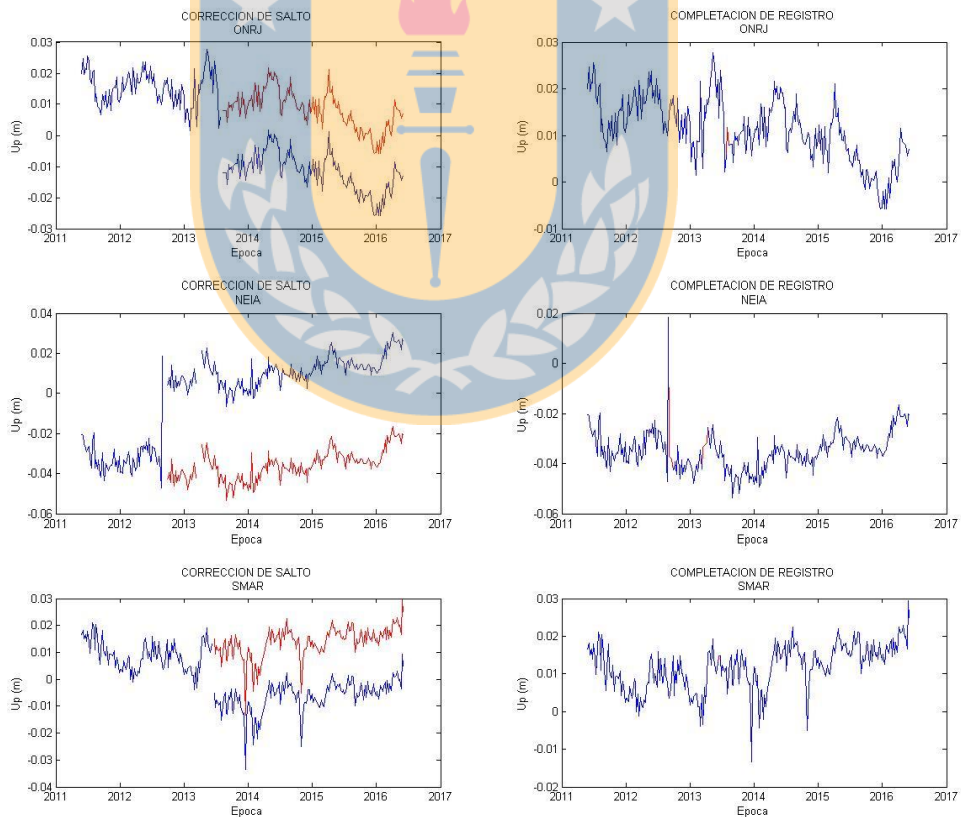 CORRECCION DE SALTO
ONRJ
0.03
0.02
0.01
0
-0.01
-0.02
-0.03
Up (m)
2011 2012 2013 2014 2015 2016 2017
Epoca
COMPLETACION DE REGISTRO
ONRJ
0.03
0.02
0.01
0
-0.01
Up (m)
2011 2012 2013 2014 2015 2016 2017
Epoca
CORRECCION DE SALTO
NEIA
0.04
0.02
0
-0.02
-0.04
-0.06
Up (m)
2011 2012 2013 2014 2015 2016 2017
Epoca
COMPLETACION DE REGISTRO
NEIA
0.02
0
-0.02
-0.04
-0.06
Up (m)
2011 2012 2013 2014 2015 2016 2017
Epoca
CORRECCION DE SALTO
SMAR
0.03
0.02
0.01
0
-0.01
-0.02
-0.03
-0.04
Up (m)
2011 2012 2013 2014 2015 2016 2017
Epoca
COMPLETACION DE REGISTRO
SMAR
0.03
0.02
0.01
0
-0.01
-0.02
Up (m)
2011 2012 2013 2014 2015 2016 2017
Epoca